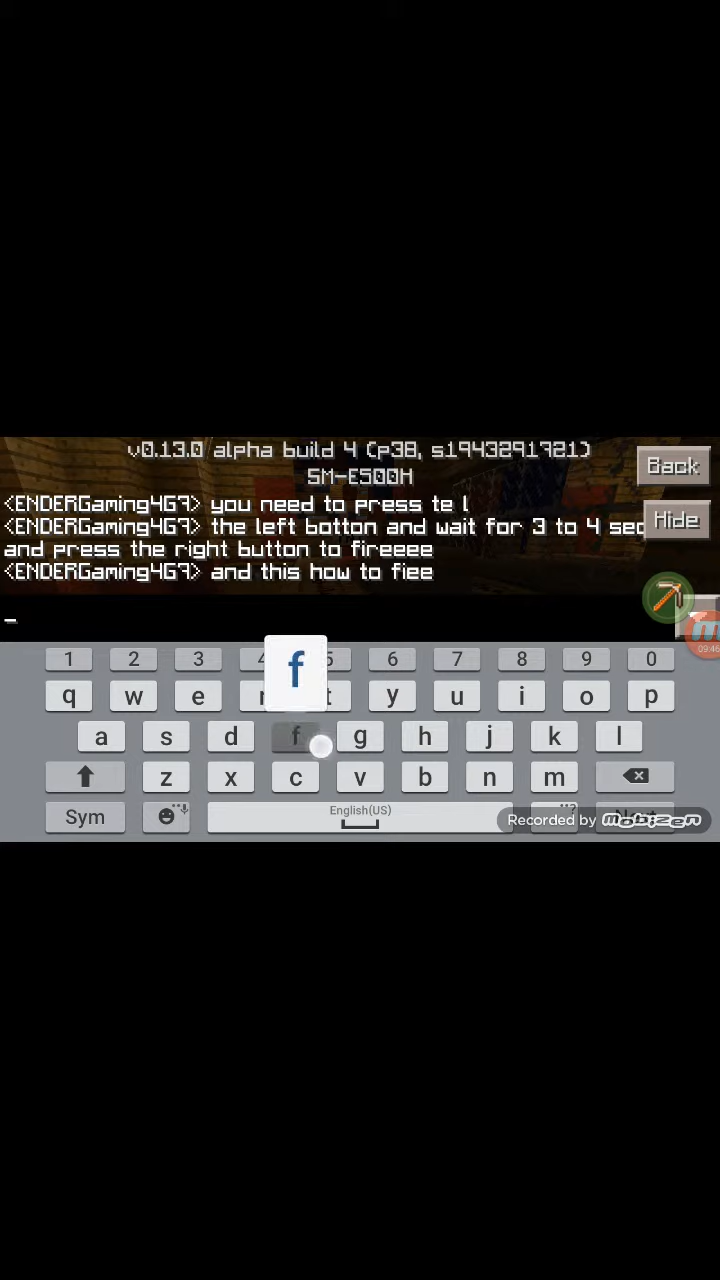 v0.13.0 alpha build 4 (p38, s1943291721)
SM-E500H
Back
<ENDERGaming4G7> you need to press te l
<ENDERGaming4G7> the left botton and wait for 3 to 4 sec
Hide
and press the right button to fireeee
<ENDERGaming4G7> and this how to fiee
09:46
f
1 2 3 4 5 6 7 8 9 0
q w e r t y u i o p
a s d f g h j k l
z x c v b n m
Sym
English(US)
Recorded by mobizen